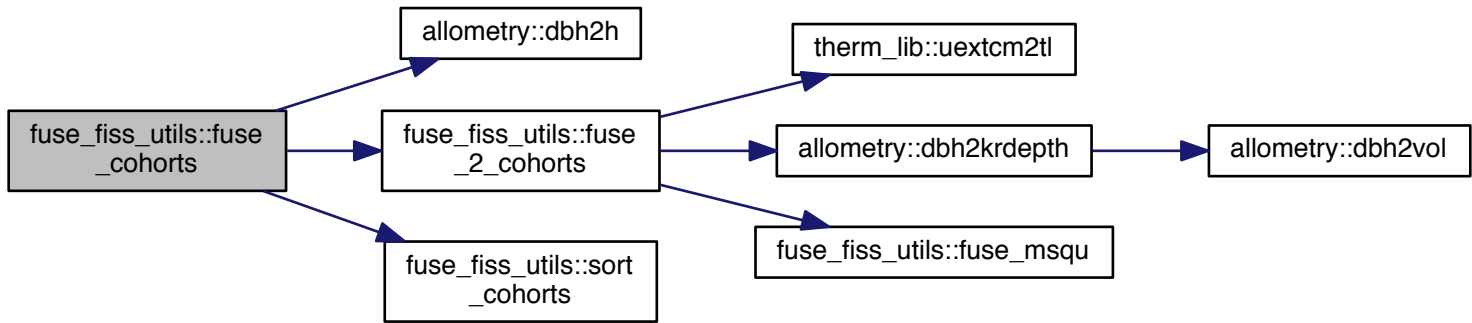 allometry::dbh2h
therm_lib::uextcm2tl
fuse_fiss_utils::fuse
_cohorts
fuse_fiss_utils::fuse
_2_cohorts
allometry::dbh2krdepth
allometry::dbh2vol
fuse_fiss_utils::fuse_msqu
fuse_fiss_utils::sort
_cohorts